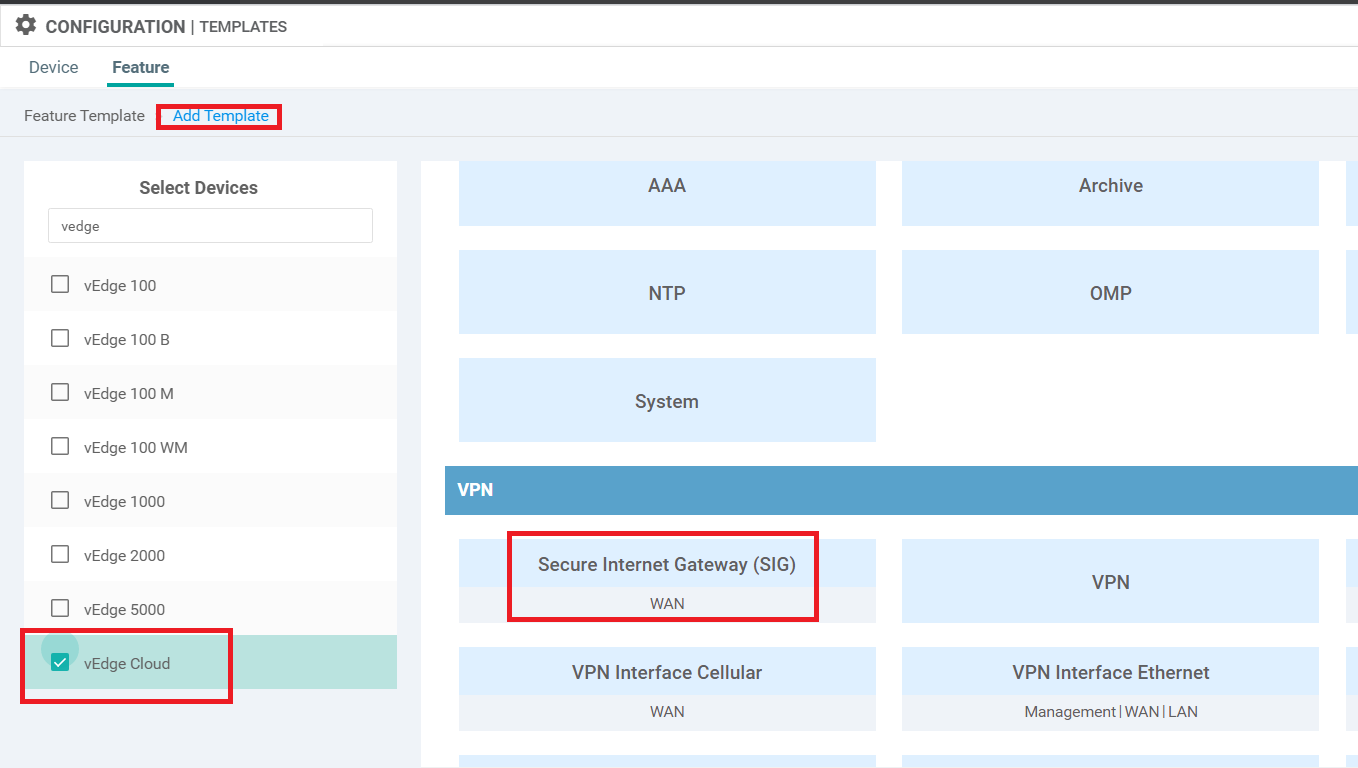 CONFIGURATION | TEMPLATES
Device Feature
Feature Template Add Template
Select Devices
vedge
vEdge 100
vEdge 100 B
vEdge 100 M
vEdge 100 WM
vEdge 1000
vEdge 2000
vEdge 5000
vEdge Cloud
AAA Archive
NTP OMP
System
VPN
Secure Internet Gateway (SIG)
WAN
VPN
VPN Interface Cellular
WAN
VPN Interface Ethernet
Management | WAN | LAN